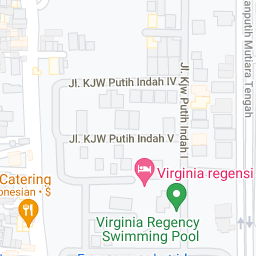 Jl. KJW Putih Indah IV
Jl. KJW Putih Indah V
Jl. Kjw Putih Indah I
anputih Mutiara Tengah
Virginia regensi
Catering
onesian • $
Virginia Regency
Swimming Pool